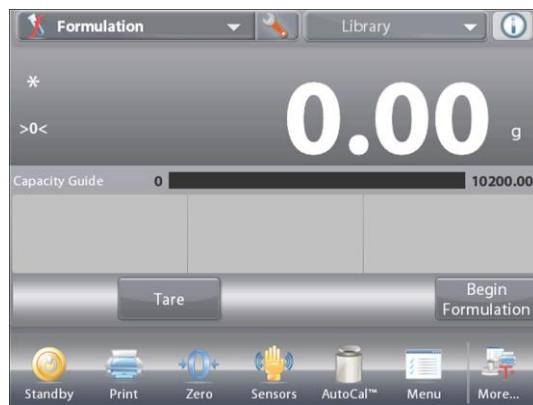 Formulation
Library
*
>0<
0.00 g
Capacity Guide 0 10200.00
Tare
Begin
Formulation
Standby Print Zero Sensors AutoCal™ Menu More...